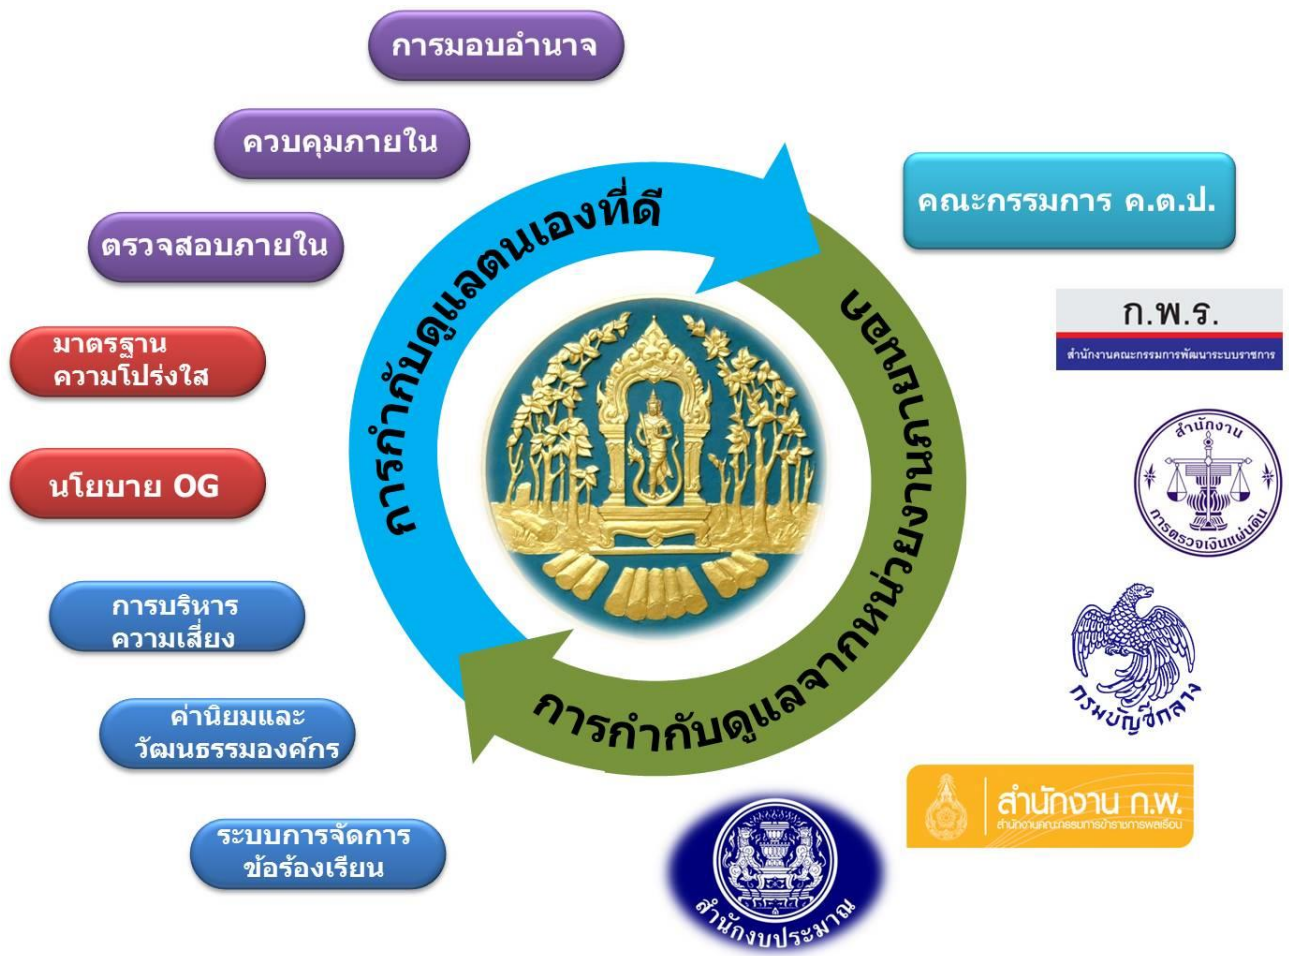 การมอบอำนาจ
ควบคุมภายใน
ตรวจสอบภายใน
มาตรฐาน
ความโปร่งใส
นโยบาย OG
การบริหาร
ความเสี่ยง
ค่านิยมและ
วัฒนธรรมองค์กร
ระบบการจัดการ
ข้อร้องเรียน
การกำกับดูแลตนเองที่ดี
การกำกับดูแลจากหน่วยงานภายนอก
คณะกรรมการ ค.ต.ป.
ก.พ.ร.
สำนักงานคณะกรรมการพัฒนาระบบราชการ
สำนักงาน
การตรวจเงินแผ่นดิน
กรมบัญชีกลาง
สำนักงาน ก.พ.
สำนักงานคณะกรรมการข้าราชการพลเรือน
สำนักงบประมาณ